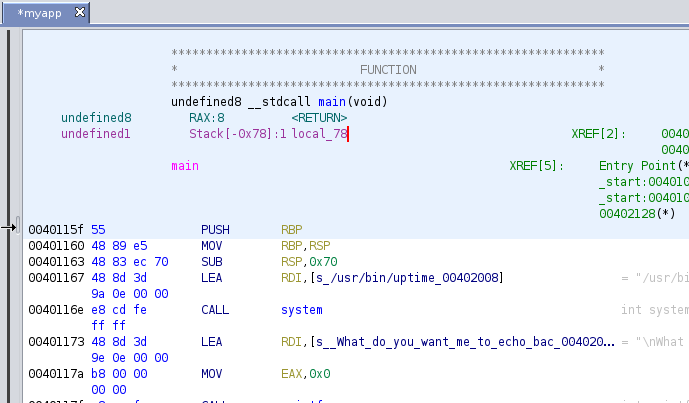 *myapp
**************************************************************
* FUNCTION *
**************************************************************
undefined8 __stdcall main(void)
undefined8 RAX:8 <RETURN>
undefined1 Stack[-0x78]:1 local_78 XREF[2]: 0040
0040
main XREF[5]: Entry Point(*
_start:004010
_start:004010
00402128(*)
0040115f 55 PUSH RBP
00401160 48 89 e5 MOV RBP,RSP
00401163 48 83 ec 70 SUB RSP,0x70
00401167 48 8d 3d LEA RDI,[s_/usr/bin/uptime_00402008] = "/usr/bi
9a 0e 00 00
0040116e e8 cd fe CALL system int system
ff ff
00401173 48 8d 3d LEA RDI,[s__What_do_you_want_me_to_echo_bac_004020... = "\nWhat
9e 0e 00 00
0040117a b8 00 00 MOV EAX,0x0
00 00